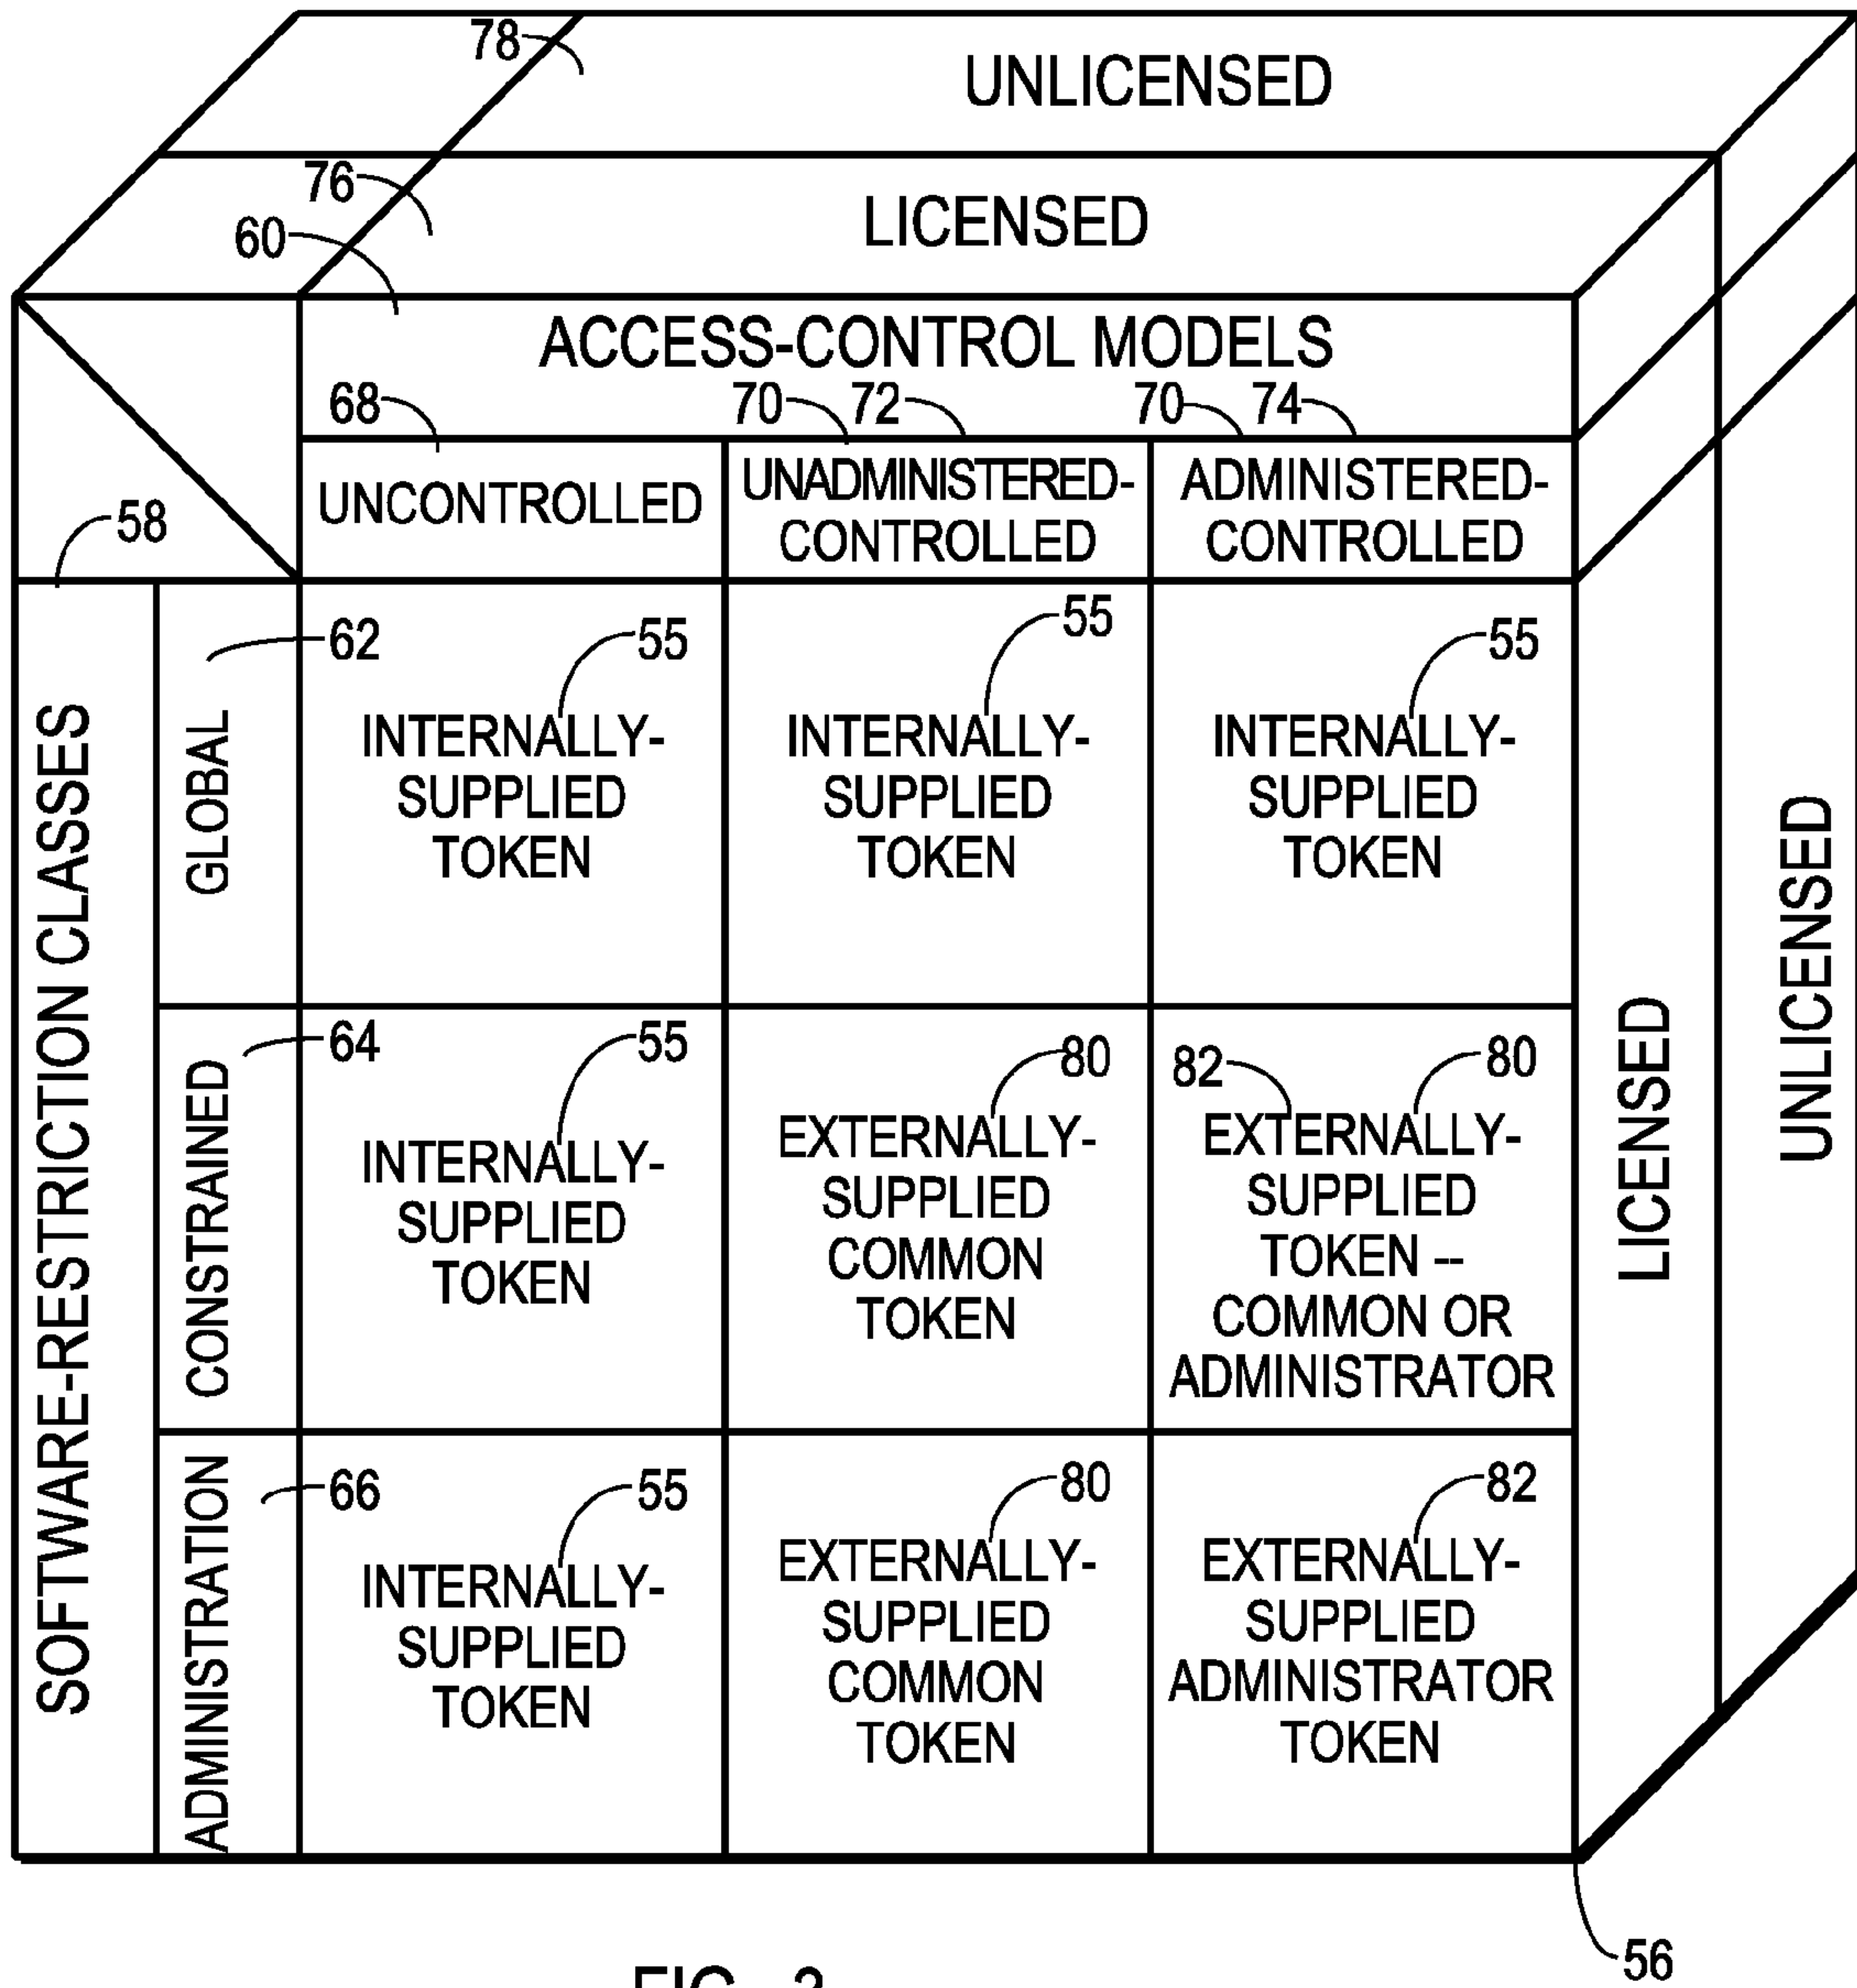 78
UNLICENSED
76
LICENSED
60
ACCESS-CONTROL MODELS
68
70
72
70
74
UNCONTROLLED
UNADMINISTERED-
CONTROLLED
ADMINISTERED-
CONTROLLED
58
SOFTWARE-RESTRICTION CLASSES
GLOBAL
62
55
INTERNALLY-
SUPPLIED
TOKEN
55
INTERNALLY-
SUPPLIED
TOKEN
55
INTERNALLY-
SUPPLIED
TOKEN
CONSTRAINED
64
55
INTERNALLY-
SUPPLIED
TOKEN
80
EXTERNALLY-
SUPPLIED
COMMON
TOKEN
82
80
EXTERNALLY-
SUPPLIED
TOKEN --
COMMON OR
ADMINISTRATOR
ADMINISTRATION
66
55
INTERNALLY-
SUPPLIED
TOKEN
80
EXTERNALLY-
SUPPLIED
COMMON
TOKEN
82
EXTERNALLY-
SUPPLIED
ADMINISTRATOR
TOKEN
LICENSED
UNLICENSED
56